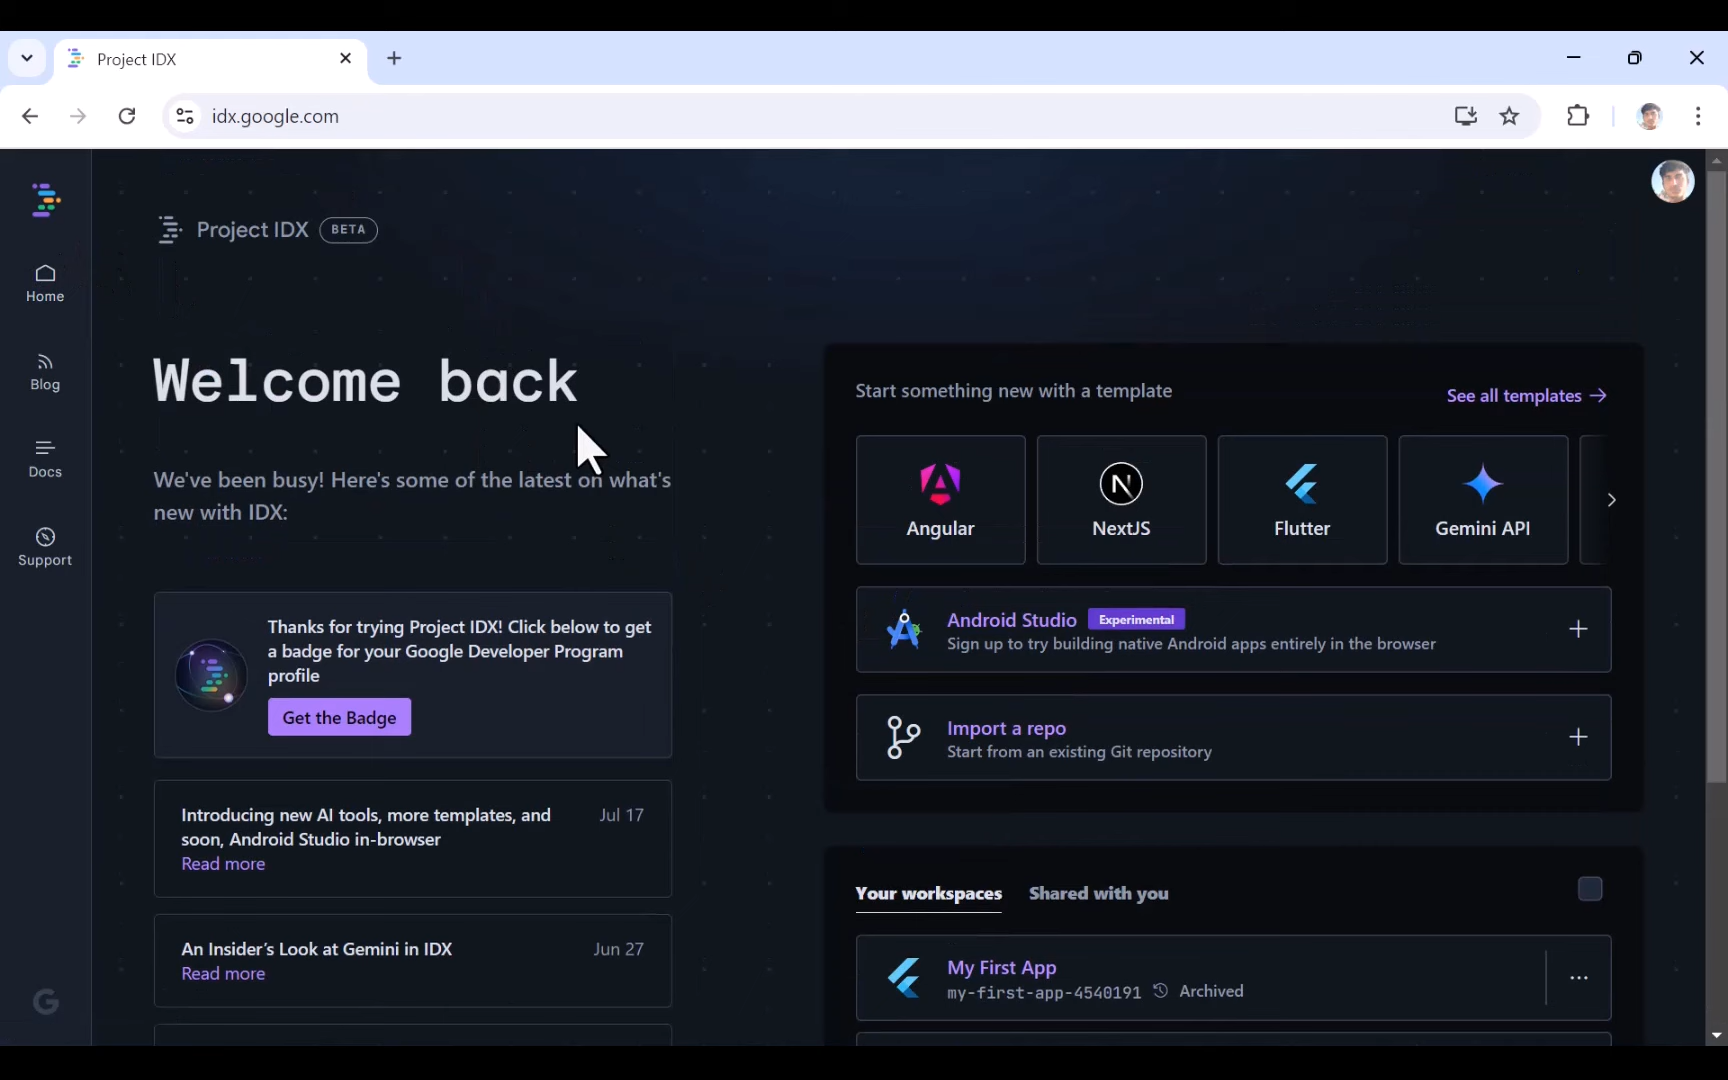 Project IDX
idx.google.com
Project IDX BETA
Home
Blog
Docs
Support
Welcome back
We've been busy! Here's some of the latest on what's
new with IDX:
Thanks for trying Project IDX! Click below to get
a badge for your Google Developer Program
profile
Get the Badge
Introducing new AI tools, more templates, and Jul 17
soon, Android Studio in-browser
Read more
An Insider's Look at Gemini in IDX Jun 27
Read more
Start something new with a template See all templates →
Angular NextJS Flutter Gemini API
Android Studio Experimental
Sign up to try building native Android apps entirely in the browser
Import a repo
Start from an existing Git repository
Your workspaces Shared with you
My First App
my-first-app-4540191 Archived